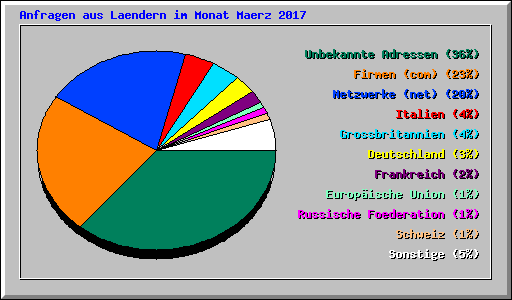 Anfragen aus Laendern im Monat Maerz 2017
Unbekannte Adressen (36%)
Firmen (com) (23%)
Netzwerke (net) (20%)
Italien (4%)
Grossbritannien (4%)
Deutschland (3%)
Frankreich (2%)
Europäische Union (1%)
Russische Foederation (1%)
Schweiz (1%)
Sonstige (5%)